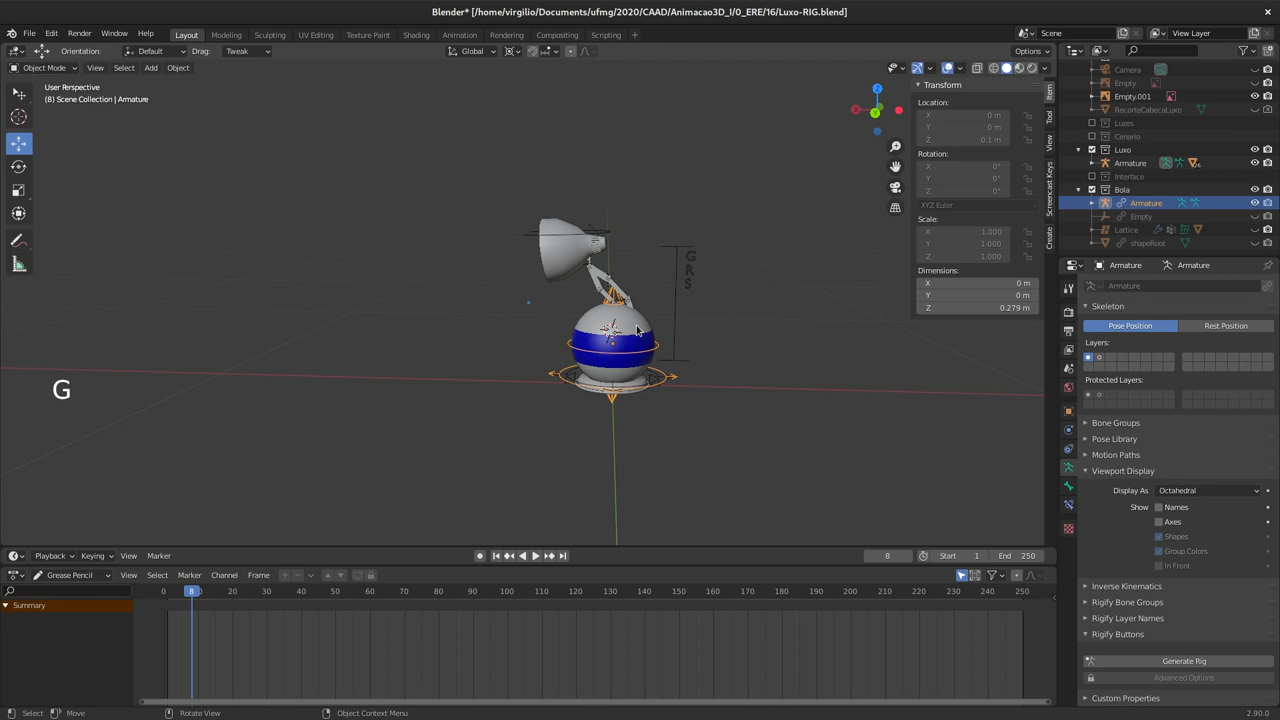 Blender* [/home/virgilio/Documents/ufmg/2020/CAAD/Animacao3D_I/0_ERE/16/Luxo-RIG.blend]
File Edit Render Window Help Layout Modeling Sculpting UV Editing Texture Paint Shading Animation Rendering Compositing Scripting + Scene View Layer
Orientation: Default Drag: Tweak Global Options
Object Mode View Select Add Object
User Perspective
(8) Scene Collection | Armature
Z
X
Y
G
R
S
G
Transform
Location:
X 0 m
Y 0 m
Z 0.1 m
Rotation:
X 0°
Y 0°
Z 0°
XYZ Euler
Scale:
X 1.000
Y 1.000
Z 1.000
Dimensions:
X 0 m
Y 0 m
Z 0.279 m
Item
Tool
View
Screencast Keys
Create
Camera
Empty
Empty.001
RecorteCabecaLuxo
Luzes
Cenario
Luxo
Armature
Interface
Bola
Armature
Empty
Lattice
shapeRoot
Armature Armature
Armature
Skeleton
Pose Position Rest Position
Layers:
Protected Layers:
Bone Groups
Pose Library
Motion Paths
Viewport Display
Display As Octahedral
Show Names
Axes
Shapes
Group Colors
In Front
Inverse Kinematics
Rigify Bone Groups
Rigify Layer Names
Rigify Buttons
Generate Rig
Advanced Options
Custom Properties
Playback Keying View Marker 8 Start 1 End 250
Grease Pencil View Select Marker Channel Frame
0 8 20 30 40 50 60 70 80 90 100 110 120 130 140 150 160 170 180 190 200 210 220 230 240 250
Summary
Select Move Rotate View Object Context Menu 2.90.0